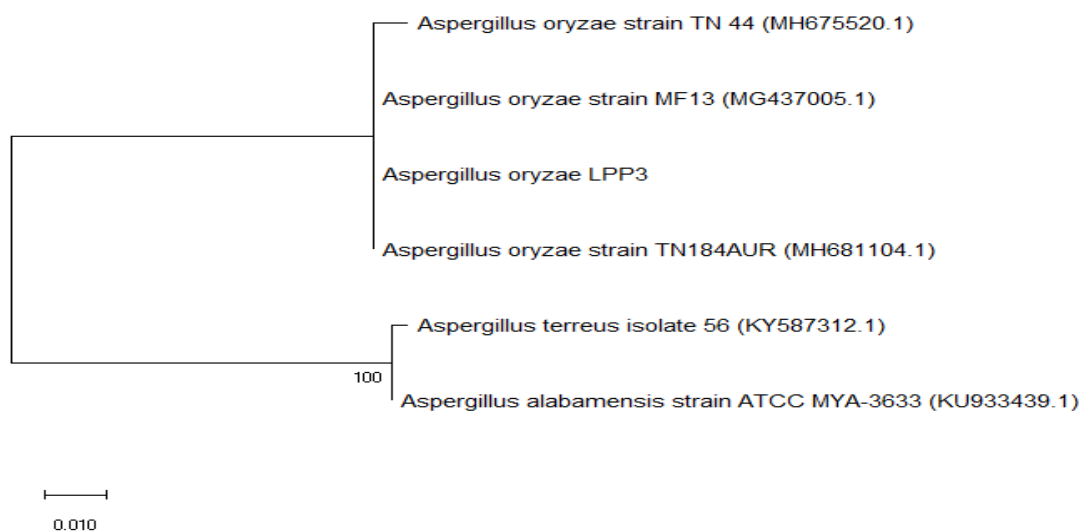 Aspergillus oryzae strain TN 44 (MH675520.1)
Aspergillus oryzae strain MF13 (MG437005.1)
Aspergillus oryzae LPP3
Aspergillus oryzae strain TN184AUR (MH681104.1)
Aspergillus terreus isolate 56 (KY587312.1)
100
Aspergillus alabamensis strain ATCC MYA-3633 (KU933439.1)
0.010